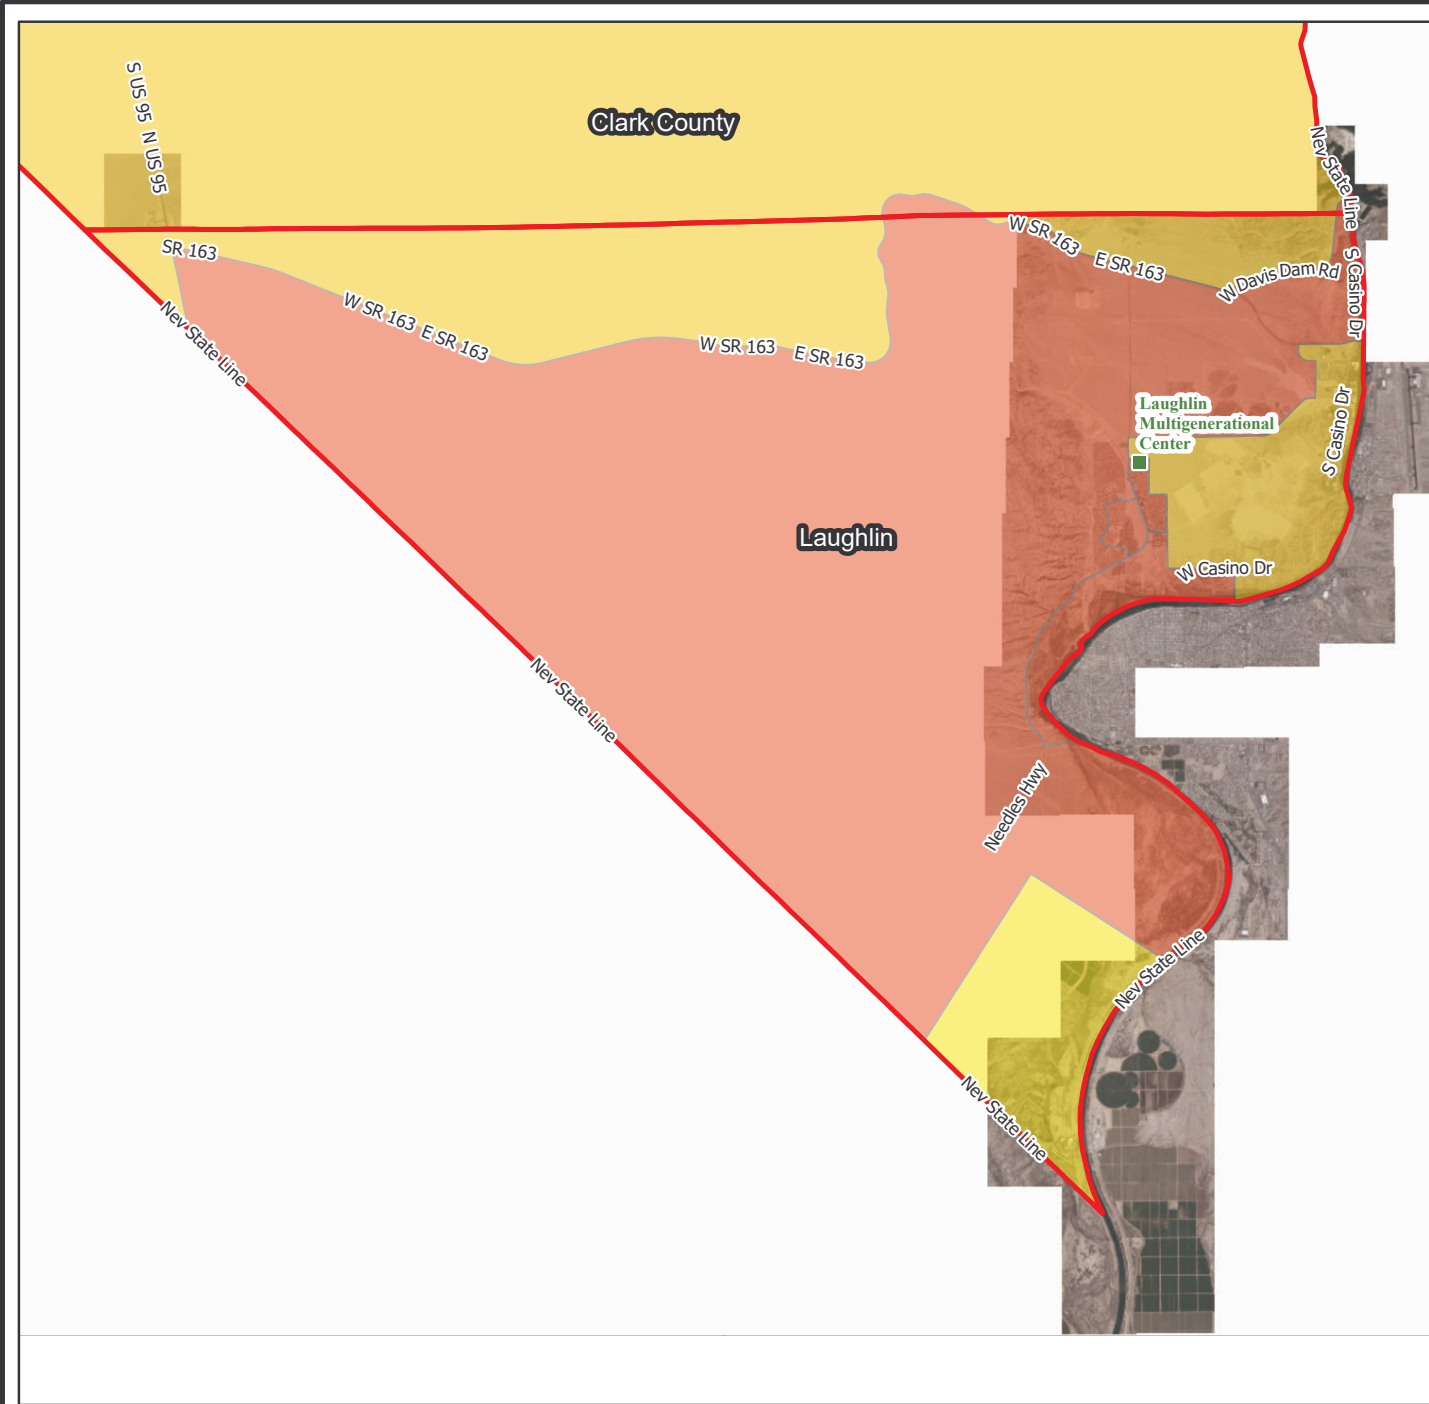 S US 95
N US 95
Clark County
Nev State Line
SR 163
W SR 163
E SR 163
W SR 163
E SR 163
W SR 163
E SR 163
W Davis Dam Rd
S Casino Dr
Nev State Line
Laughlin
Multigenerational
Center
S Casino Dr
Laughlin
W Casino Dr
Nev State Line
Needles Hwy
Nev State Line
Nev State Line